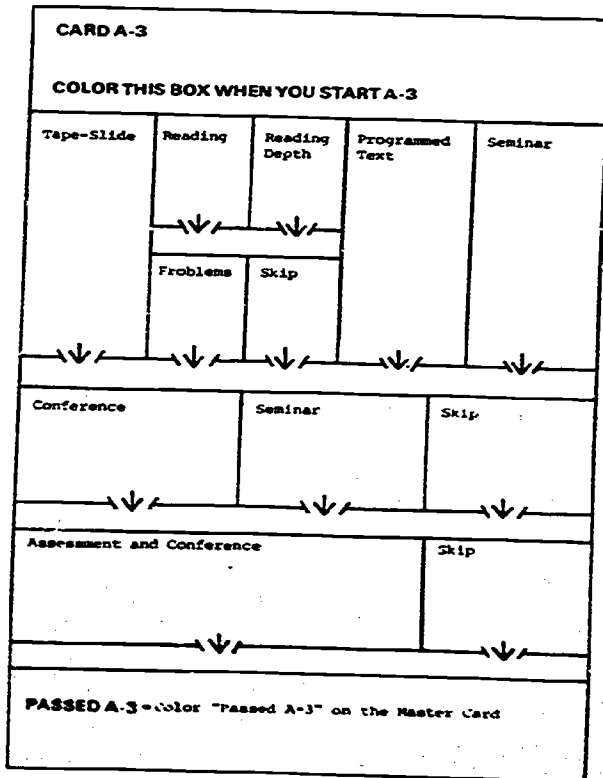 CARD A-3
COLOR THIS BOX WHEN YOU START A-3
Tape-Slide Reading Reading Programmed Seminar
Depth Text
Froblems Skip
Conference Seminar Skip
Assessment and Conference Skip
PASSED A-3 - Color "Passed A-3" on the Master Card